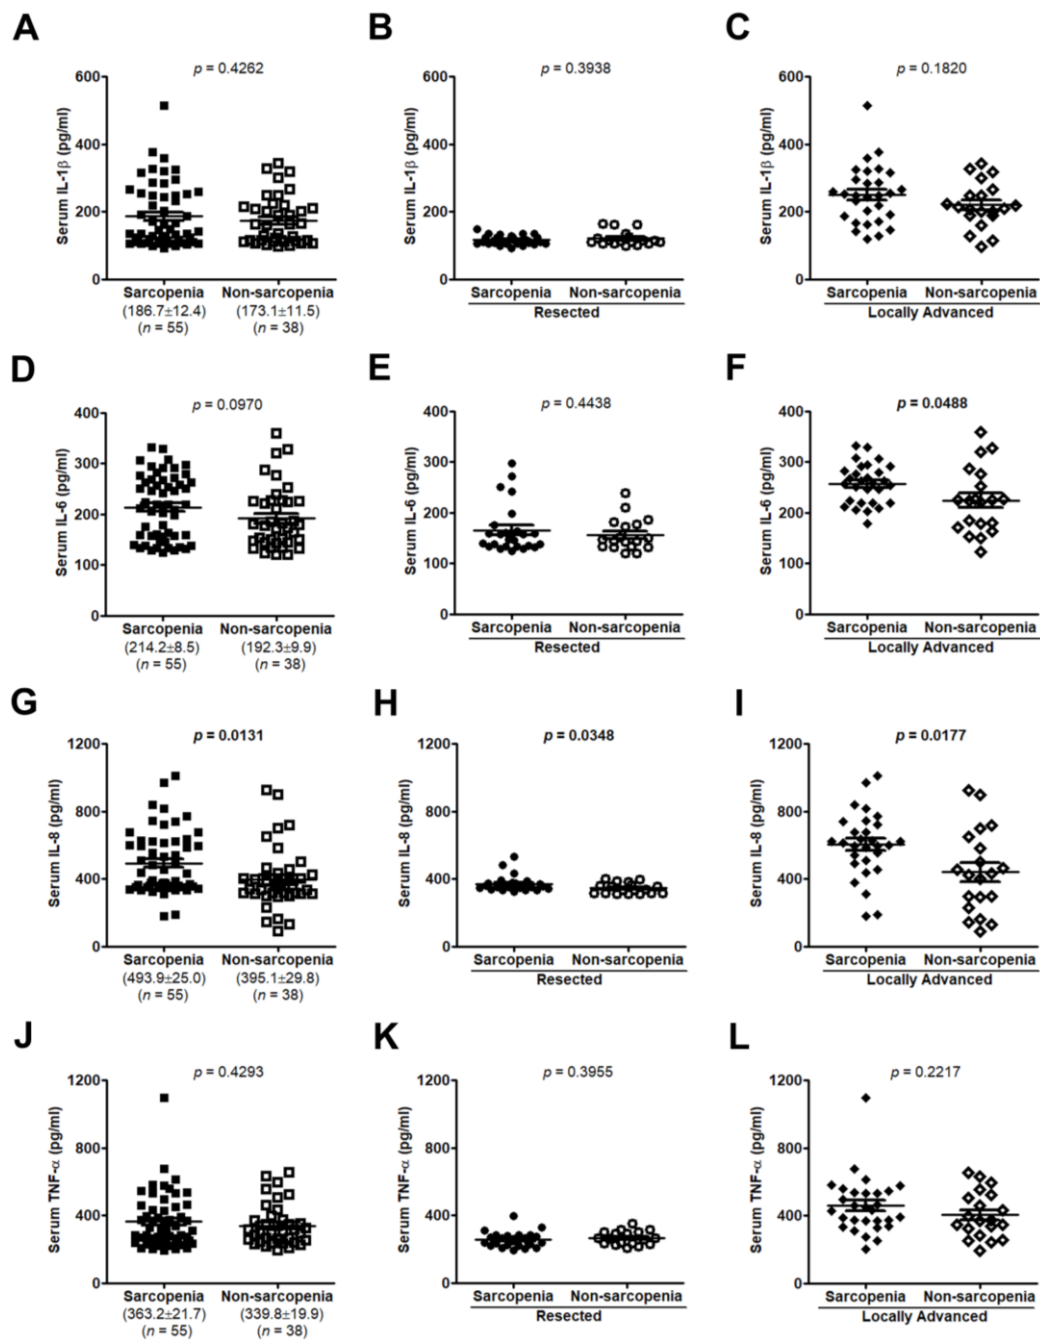 A
B
C
p = 0.4262
p = 0.3938
p = 0.1820
Serum IL-1β (pg/ml)
600
400
200
0
Sarcopenia Non-sarcopenia
(186.7±12.4) (173.1±11.5)
(n = 55) (n = 38)
Serum IL-1β (pg/ml)
600
400
200
0
Sarcopenia Non-sarcopenia
Resected
Serum IL-1β (pg/ml)
600
400
200
0
Sarcopenia Non-sarcopenia
Locally Advanced
D
E
F
p = 0.0970
p = 0.4438
p = 0.0488
Serum IL-6 (pg/ml)
400
300
200
100
0
Sarcopenia Non-sarcopenia
(214.2±8.5) (192.3±9.9)
(n = 55) (n = 38)
Serum IL-6 (pg/ml)
400
300
200
100
0
Sarcopenia Non-sarcopenia
Resected
Serum IL-6 (pg/ml)
400
300
200
100
0
Sarcopenia Non-sarcopenia
Locally Advanced
G
H
I
p = 0.0131
p = 0.0348
p = 0.0177
Serum IL-8 (pg/ml)
1200
800
400
0
Sarcopenia Non-sarcopenia
(493.9±25.0) (395.1±29.8)
(n = 55) (n = 38)
Serum IL-8 (pg/ml)
1200
800
400
0
Sarcopenia Non-sarcopenia
Resected
Serum IL-8 (pg/ml)
1200
800
400
0
Sarcopenia Non-sarcopenia
Locally Advanced
J
K
L
p = 0.4293
p = 0.3955
p = 0.2217
Serum TNF-α (pg/ml)
1200
800
400
0
Sarcopenia Non-sarcopenia
(363.2±21.7) (339.8±19.9)
(n = 55) (n = 38)
Serum TNF-α (pg/ml)
1200
800
400
0
Sarcopenia Non-sarcopenia
Resected
Serum TNF-α (pg/ml)
1200
800
400
0
Sarcopenia Non-sarcopenia
Locally Advanced